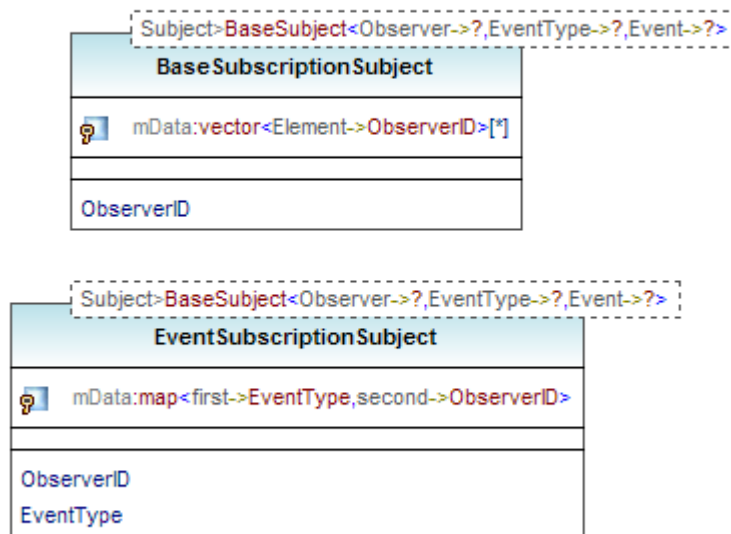 Subject>BaseSubject<Observer->?,EventType->?,Event->?>
BaseSubscriptionSubject
mData:vector<Element->ObserverID>[*]
ObserverID
Subject>BaseSubject<Observer->?,EventType->?,Event->?>
EventSubscriptionSubject
mData:map<first->EventType,second->ObserverID>
ObserverID
EventType